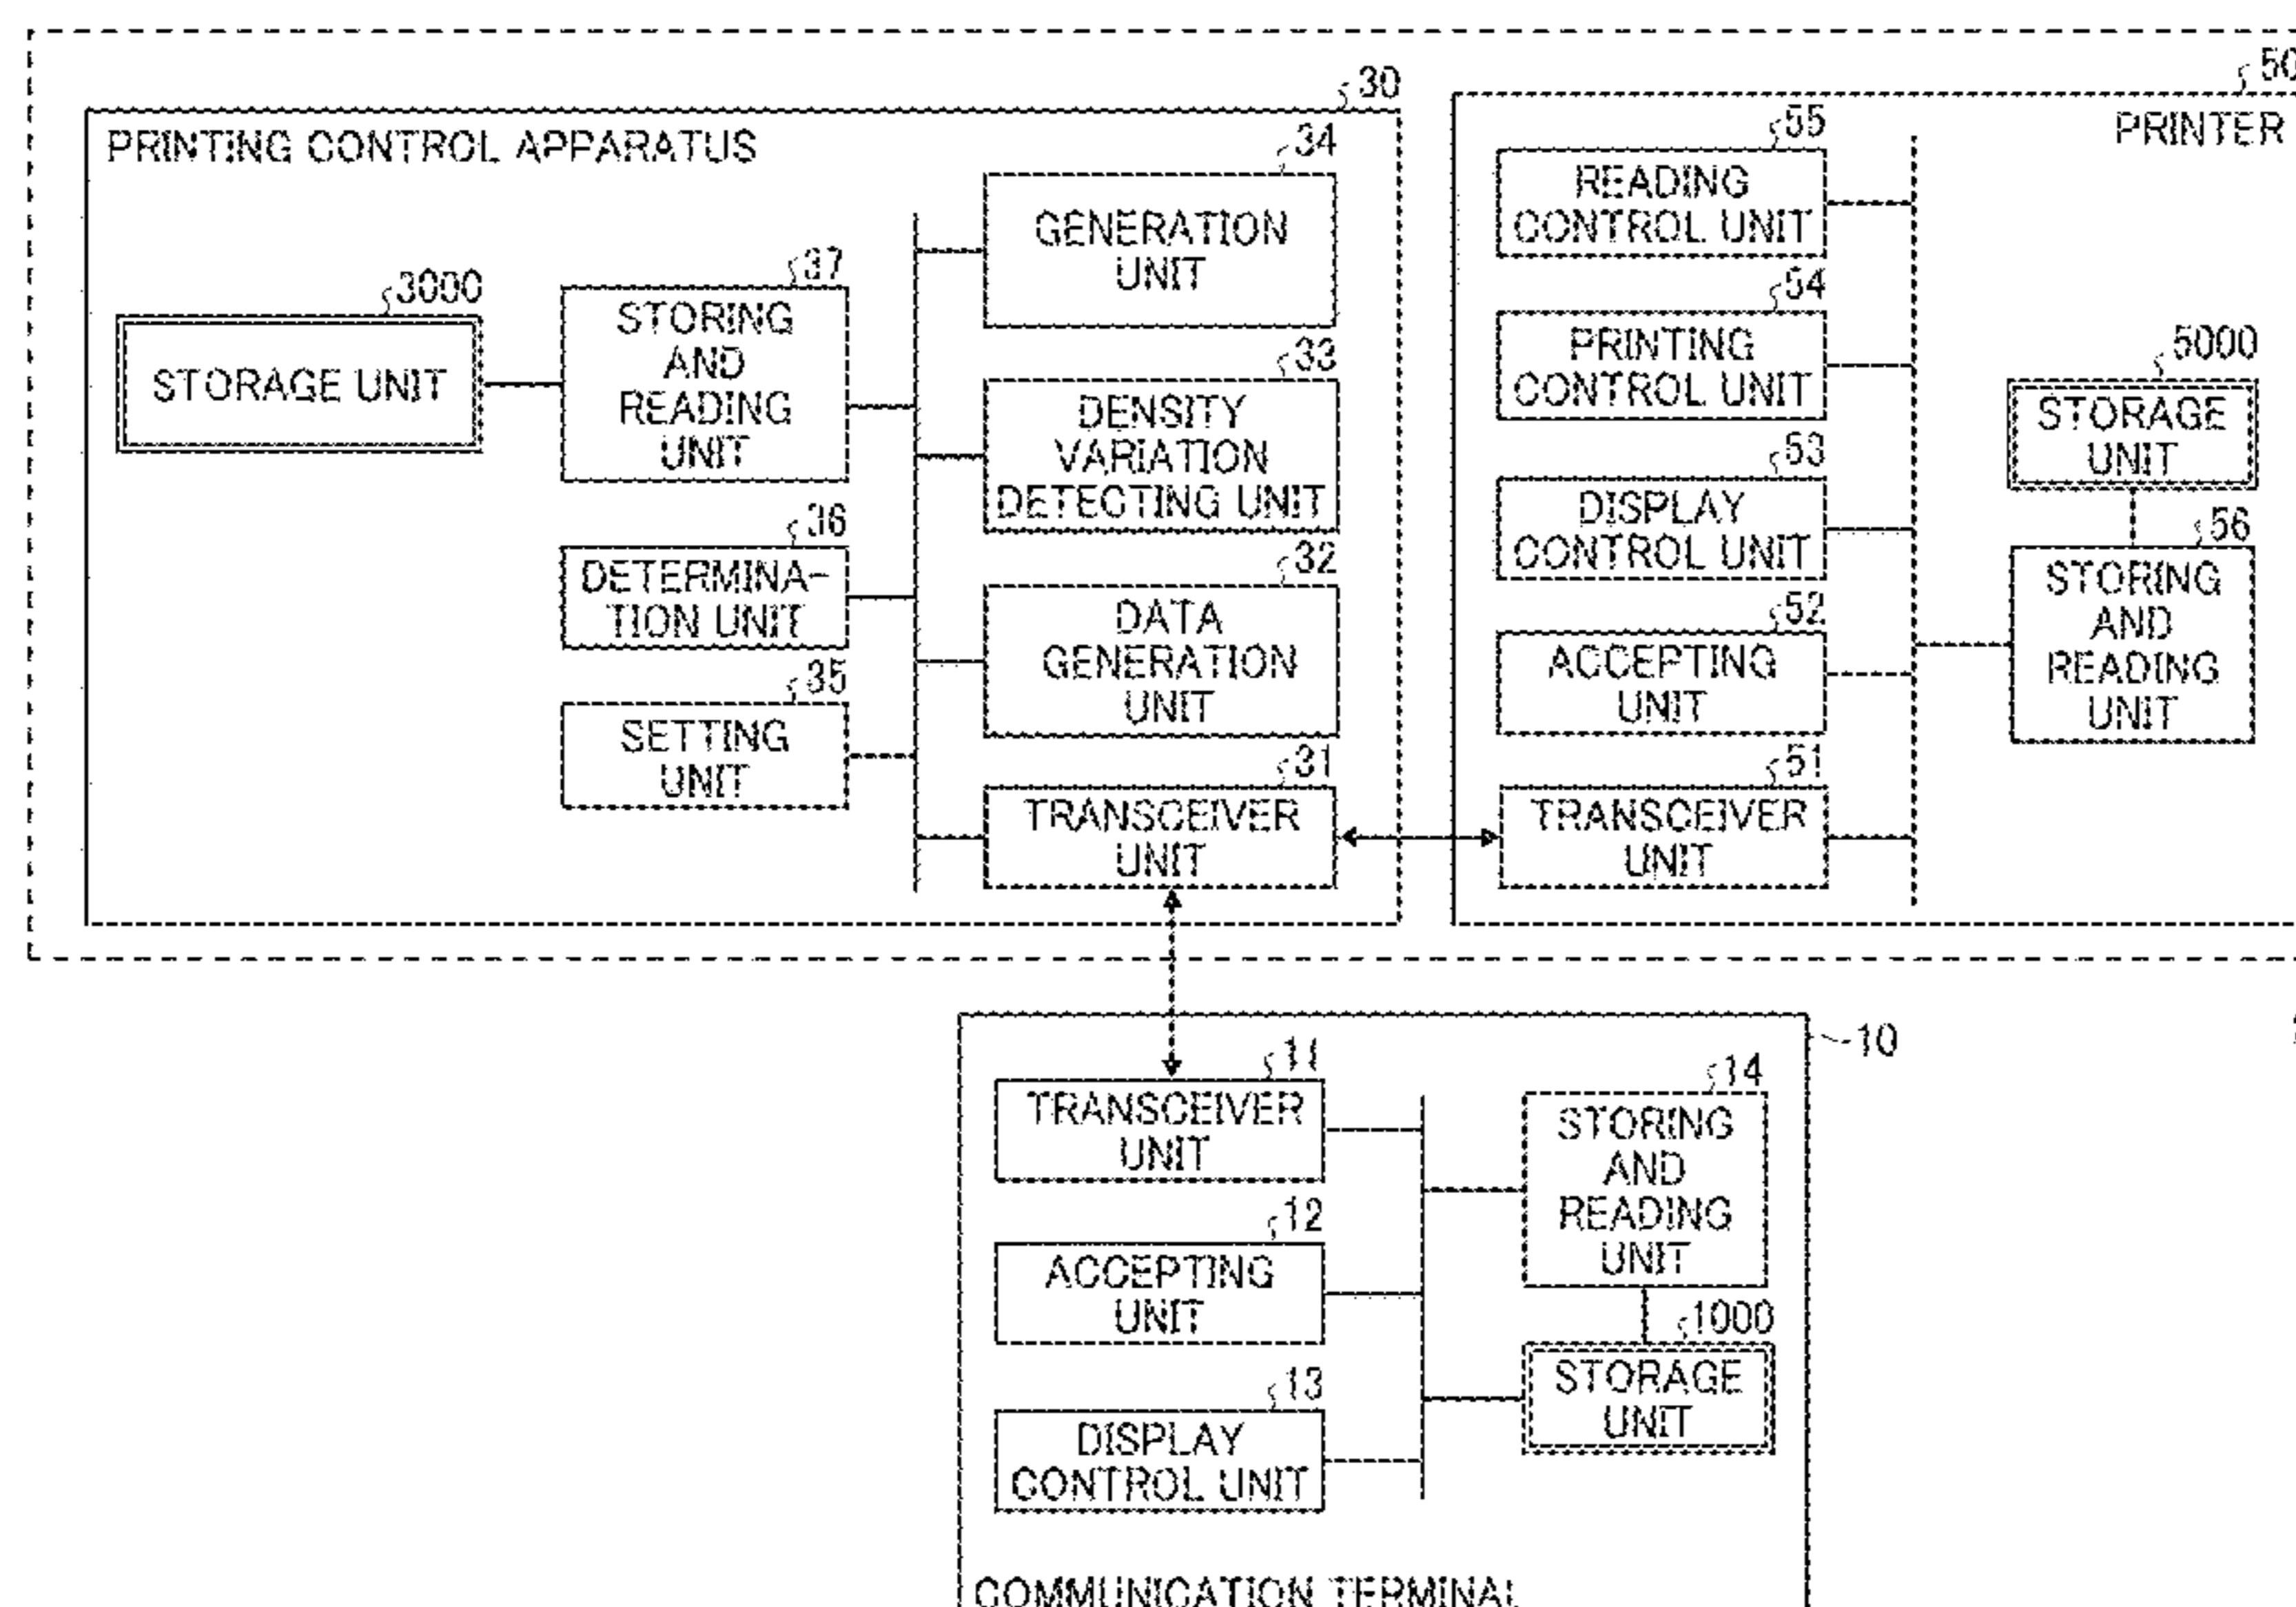 30
PRINTING CONTROL APPARATUS
3000
STORAGE UNIT
37
STORING
AND
READING
UNIT
36
DETERMINA-
TION UNIT
35
SETTING
UNIT
34
GENERATION
UNIT
33
DENSITY
VARIATION
DETECTING UNIT
32
DATA
GENERATION
UNIT
31
TRANSCEIVER
UNIT
50
PRINTER
55
READING
CONTROL UNIT
54
PRINTING
CONTROL UNIT
53
DISPLAY
CONTROL UNIT
52
ACCEPTING
UNIT
51
TRANSCEIVER
UNIT
5000
STORAGE
UNIT
56
STORING
AND
READING
UNIT
10
11
TRANSCEIVER
UNIT
12
ACCEPTING
UNIT
13
DISPLAY
CONTROL UNIT
14
STORING
AND
READING
UNIT
1000
STORAGE
UNIT
COMMUNICATION TERMINAL